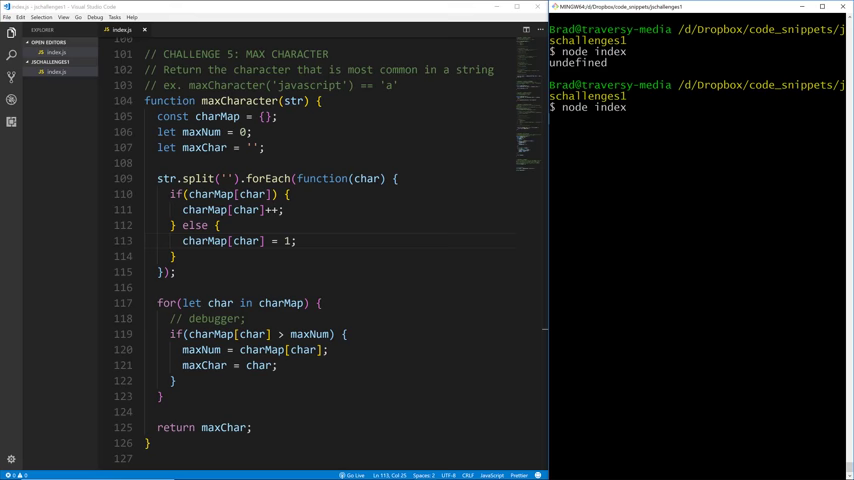 index.js - jschallenges1 - Visual Studio Code
File Edit Selection View Go Debug Tasks Help
EXPLORER
OPEN EDITORS
index.js
JSCHALLENGES1
index.js
index.js ×
100
101 // CHALLENGE 5: MAX CHARACTER
102 // Return the character that is most common in a string
103 // ex. maxCharacter('javascript') == 'a'
104 function maxCharacter(str) {
105 const charMap = {};
106 let maxNum = 0;
107 let maxChar = '';
108
109 str.split('').forEach(function(char) {
110 if(charMap[char]) {
111 charMap[char]++;
112 } else {
113 charMap[char] = 1;
114 }
115 });
116
117 for(let char in charMap) {
118 // debugger;
119 if(charMap[char] > maxNum) {
120 maxNum = charMap[char];
121 maxChar = char;
122 }
123 }
124
125 return maxChar;
126 }
127
0 0 Go Live Ln 113, Col 25 Spaces: 2 UTF-8 CRLF JavaScript Prettier
MINGW64:/d/Dropbox/code_snippets/jschallenges1
Brad@traversy-media /d/Dropbox/code_snippets/j
schallenges1
$ node index
undefined
Brad@traversy-media /d/Dropbox/code_snippets/j
schallenges1
$ node index